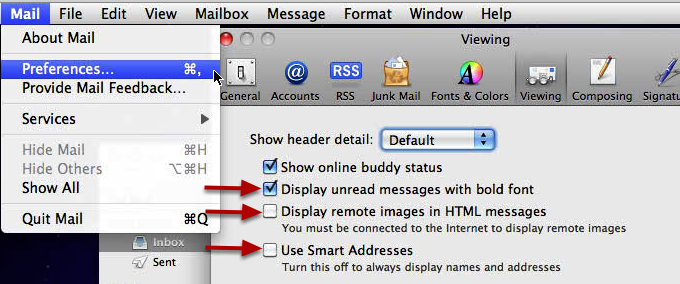 Mail File Edit View Mailbox Message Format Window Help
About Mail
Preferences... ⌘,
Provide Mail Feedback...
Services
Hide Mail ⌘H
Hide Others ⌥⌘H
Show All
Quit Mail ⌘Q
Inbox
Sent
Viewing
General Accounts RSS RSS Junk Mail Fonts & Colors Viewing Composing Signatu
Show header detail: Default
Show online buddy status
Display unread messages with bold font
Display remote images in HTML messages
You must be connected to the Internet to display remote images
Use Smart Addresses
Turn this off to always display names and addresses